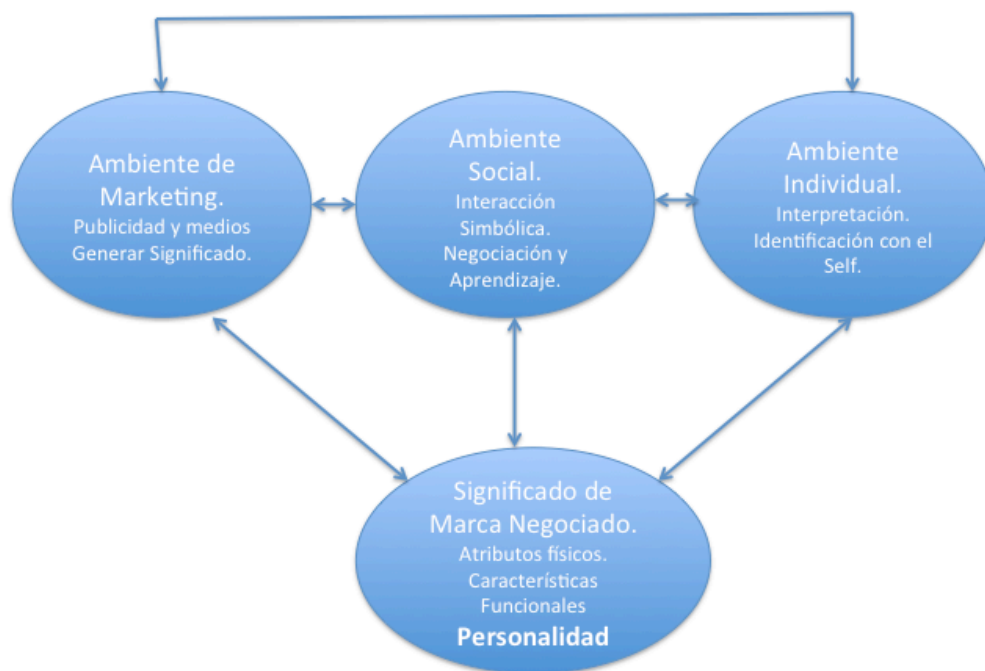 Ambiente de
Marketing.
Publicidad y medios
Generar Significado.
Ambiente
Social.
Interacción
Simbólica.
Negociación y
Aprendizaje.
Ambiente
Individual.
Interpretación.
Identificación con el
Self.
Significado de
Marca Negociado.
Atributos físicos.
Características
Funcionales
Personalidad